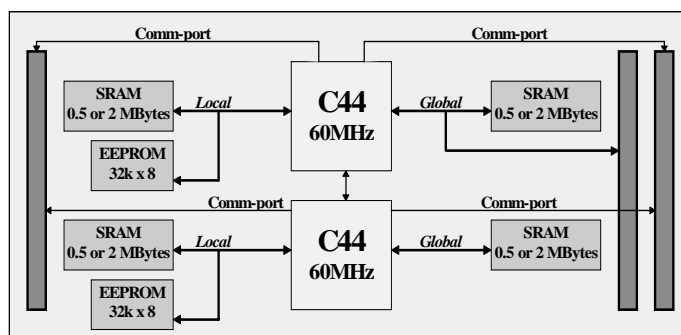 Comm-port
Comm-port
SRAM
0.5 or 2 MBytes
Local
C44
60MHz
Global
SRAM
0.5 or 2 MBytes
EEPROM
32k x 8
Comm-port
Comm-port
SRAM
0.5 or 2 MBytes
Local
C44
60MHz
Global
SRAM
0.5 or 2 MBytes
EEPROM
32k x 8